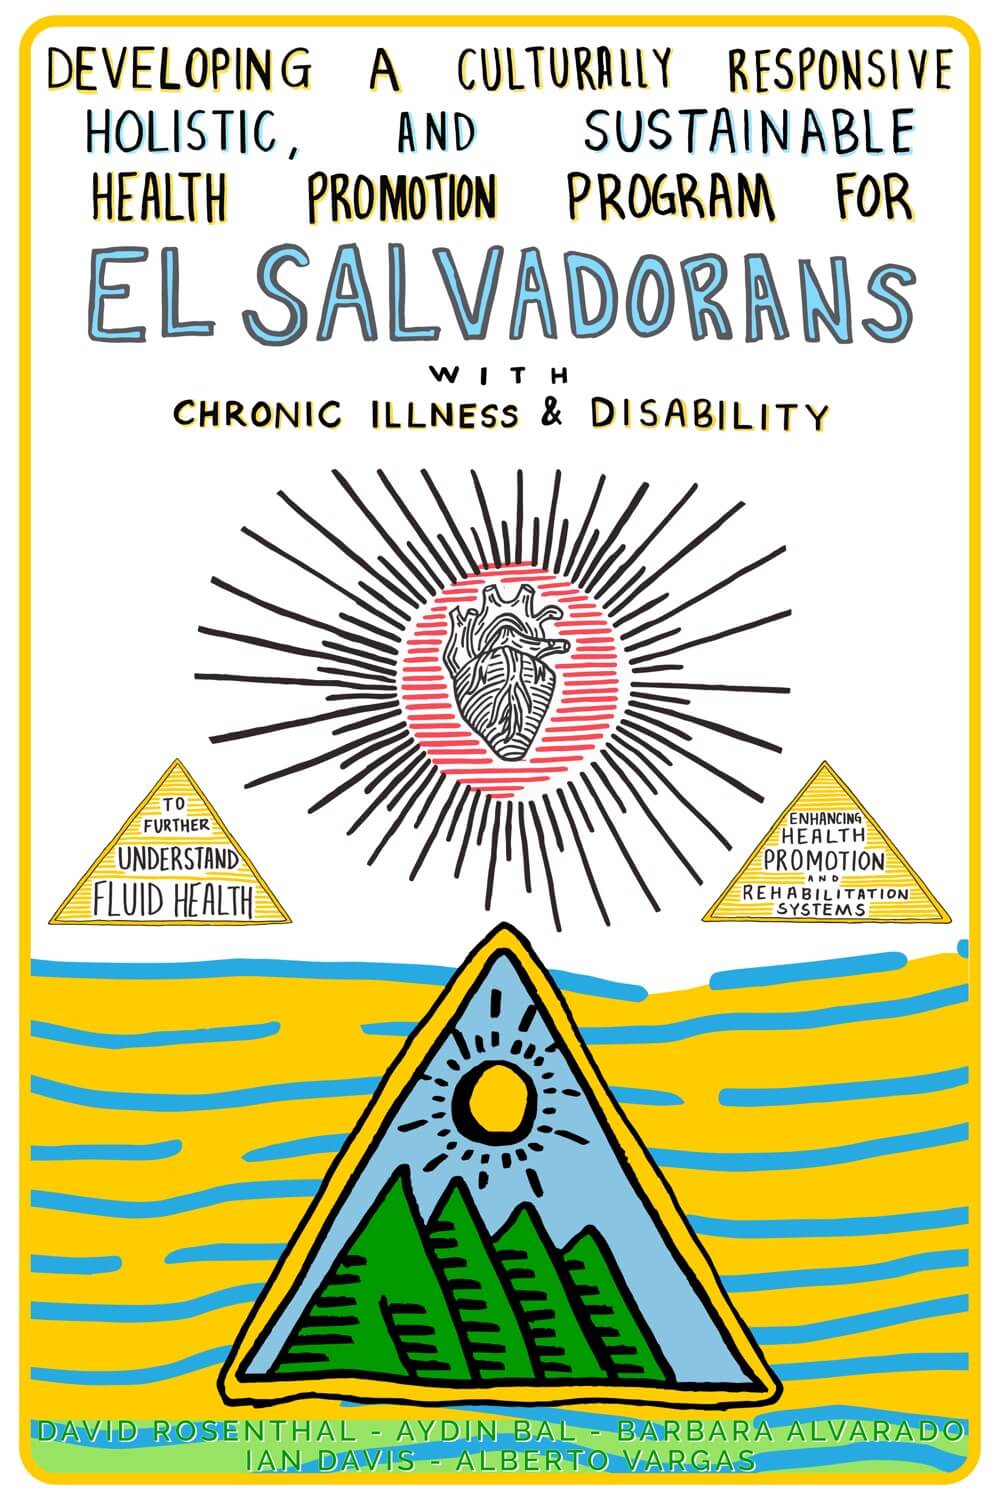 DEVELOPING A CULTURALLY RESPONSIVE
HOLISTIC, AND SUSTAINABLE
HEALTH PROMOTION PROGRAM FOR
EL SALVADORANS
WITH
CHRONIC ILLNESS & DISABILITY
TO
FURTHER
UNDERSTAND
FLUID HEALTH
ENHANCING
HEALTH
PROMOTION
AND
REHABILITATION
SYSTEMS
DAVID ROSENTHAL - AYDIN BAL - BARBARA ALVARADO
IAN DAVIS - ALBERTO VARGAS